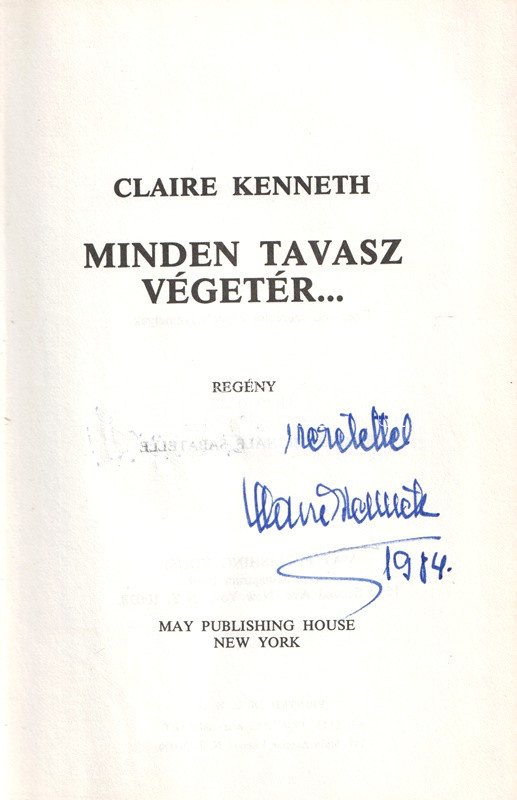 CLAIRE KENNETH
MINDEN TAVASZ
VÉGETÉR...
REGÉNY
szeretettel
Claire Kenneth
1984.
MAY PUBLISHING HOUSE
NEW YORK